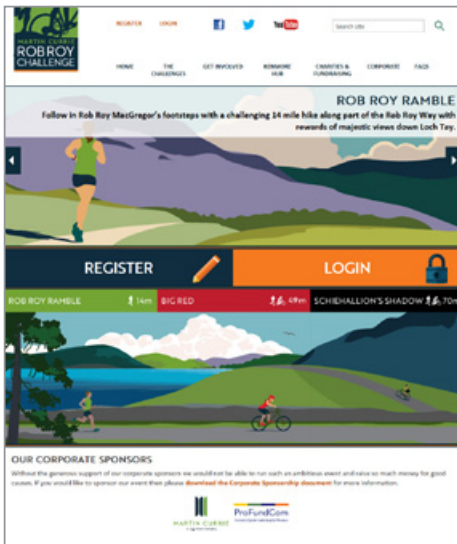 REGISTER LOGIN
You Tube
Search site
MARTIN CURRIE
ROB ROY
CHALLENGE
HOME THE CHALLENGES GET INVOLVED KENMORE HUB CHARITIES & FUNDRAISING CORPORATE FAQS
ROB ROY RAMBLE
Follow in Rob Roy MacGregor's footsteps with a challenging 14 mile hike along part of the Rob Roy Way with
rewards of majestic views down Loch Tay.
REGISTER
LOGIN
ROB ROY RAMBLE 14m
BIG RED 49m
SCHIEHALLION'S SHADOW 70m
OUR CORPORATE SPONSORS
Without the generous support of our corporate sponsors we would not be able to run such an ambitious event and raise so much money for good
causes. If you would like to sponsor our event then please download the Corporate Sponsorship document for more information.
MARTIN CURRIE
ProFundCom